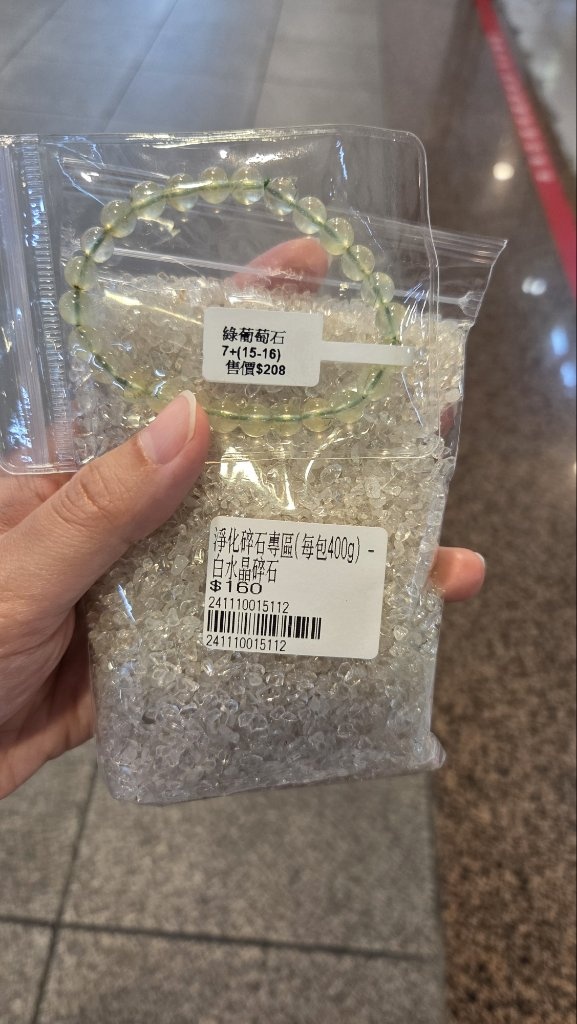 綠葡萄石
7+(15-16)
售價$208
淨化碎石專區(每包400g) -
白水晶碎石
$160
241110015112
241110015112